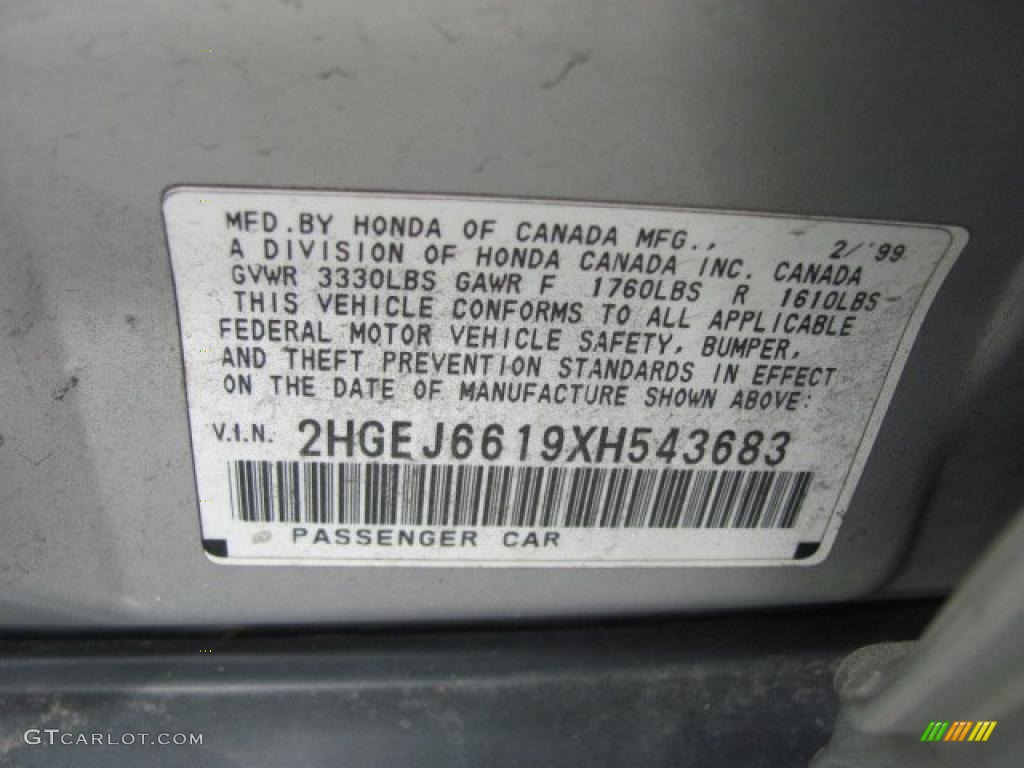 MFD. BY HONDA OF CANADA MFG., 2/'99
A DIVISION OF HONDA CANADA INC. CANADA
GVWR 3330LBS GAWR F 1760LBS R 1610LBS
THIS VEHICLE CONFORMS TO ALL APPLICABLE
FEDERAL MOTOR VEHICLE SAFETY, BUMPER,
AND THEFT PREVENTION STANDARDS IN EFFECT
ON THE DATE OF MANUFACTURE SHOWN ABOVE:
V.I.N. 2HGEJ6619XH543683
PASSENGER CAR
GTCARLOT.COM